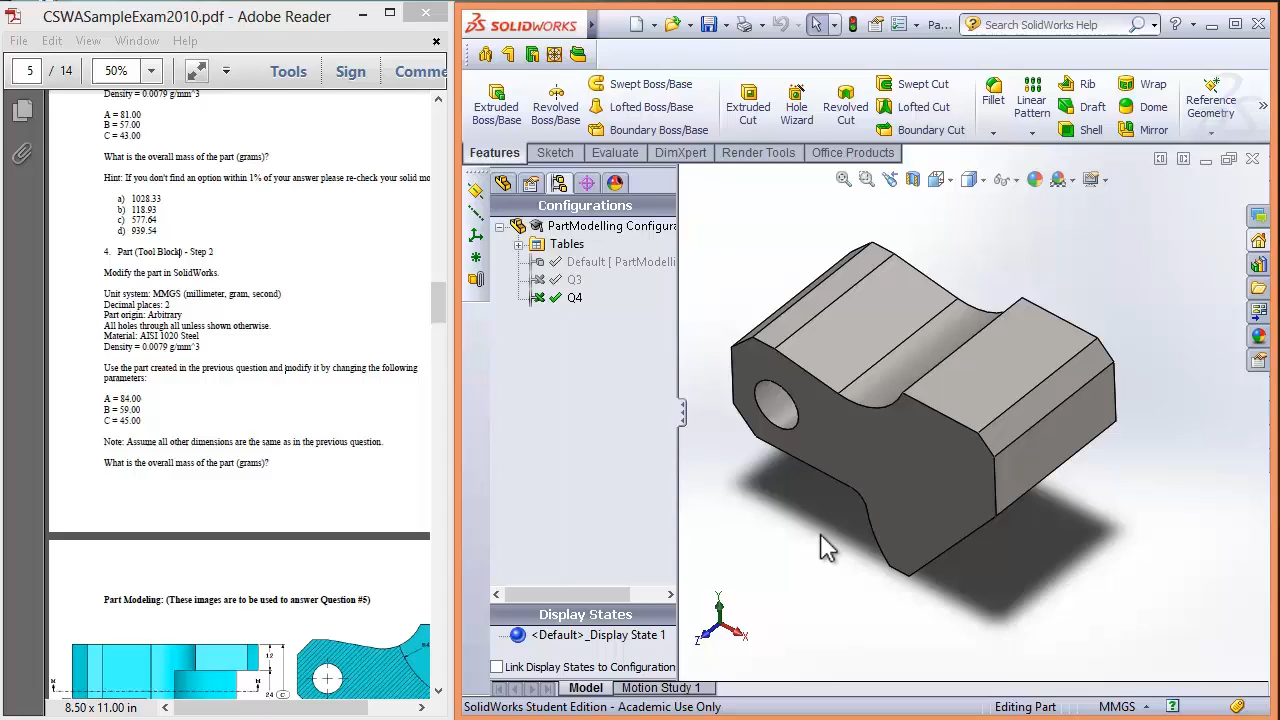 CSWASampleExam2010.pdf - Adobe Reader
File Edit View Window Help
5 / 14 50% Tools Sign Comme
Density = 0.0079 g/mm^3
A = 81.00
B = 57.00
C = 43.00
What is the overall mass of the part (grams)?
Hint: If you don't find an option within 1% of your answer please re-check your solid mo
a) 1028.33
b) 118.93
c) 577.64
d) 939.54
4. Part (Tool Block) - Step 2
Modify the part in SolidWorks.
Unit system: MMGS (millimeter, gram, second)
Decimal places: 2
Part origin: Arbitrary
All holes through all unless shown otherwise.
Material: AISI 1020 Steel
Density = 0.0079 g/mm^3
Use the part created in the previous question and modify it by changing the following
parameters:
A = 84.00
B = 59.00
C = 45.00
Note: Assume all other dimensions are the same as in the previous question.
What is the overall mass of the part (grams)?
Part Modeling: (These images are to be used to answer Question #5)
12
24
C
8.50 x 11.00 in
SOLIDWORKS
Pa...
Search SolidWorks Help
Extruded Boss/Base
Revolved Boss/Base
Swept Boss/Base
Lofted Boss/Base
Boundary Boss/Base
Extruded Cut
Hole Wizard
Revolved Cut
Swept Cut
Lofted Cut
Boundary Cut
Fillet
Linear Pattern
Rib
Draft
Shell
Wrap
Dome
Mirror
Reference Geometry
Features Sketch Evaluate DimXpert Render Tools Office Products
Configurations
PartModelling Configura
Tables
Default [ PartModelli
Q3
Q4
Display States
<Default>_Display State 1
Link Display States to Configuration
Y
Z
X
Model Motion Study 1
SolidWorks Student Edition - Academic Use Only
Editing Part
MMGS